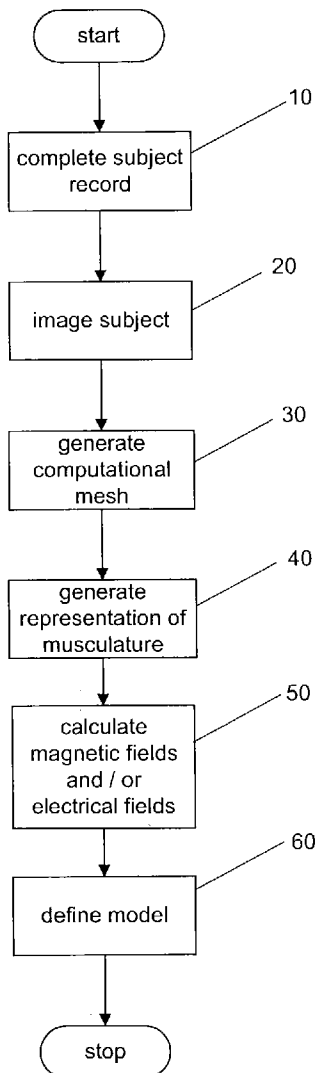 start
10
complete subject
record
20
image subject
30
generate
computational
mesh
40
generate
representation of
musculature
50
calculate
magnetic fields
and / or
electrical fields
60
define model
stop